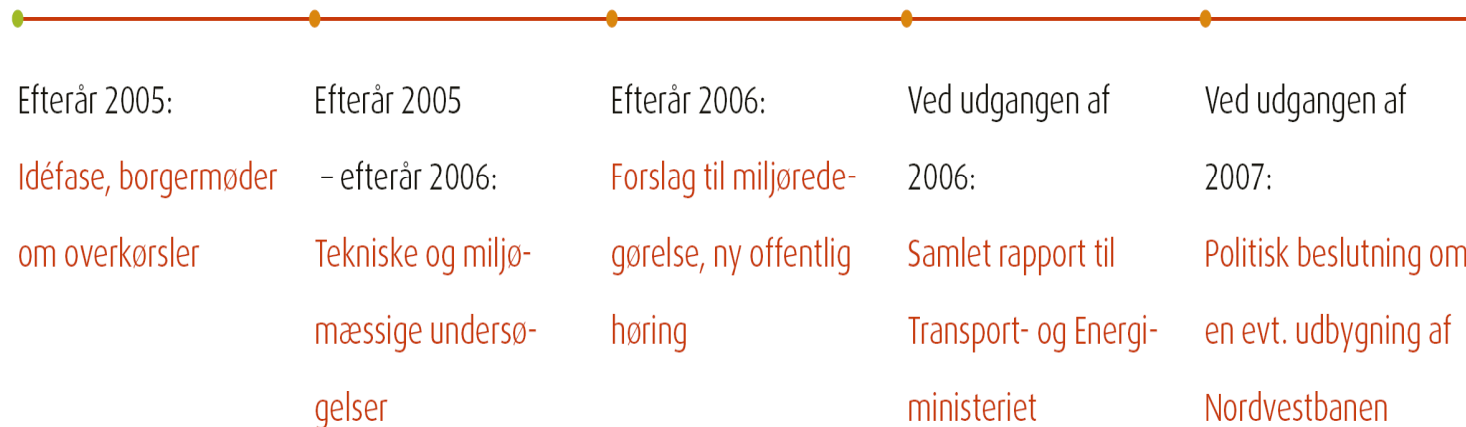 Efterår 2005:
Idéfase, borgermøder
om overkørsler
Efterår 2005
– efterår 2006:
Tekniske og miljø-
mæssige undersø-
gelser
Efterår 2006:
Forslag til miljørede-
gørelse, ny offentlig
høring
Ved udgangen af
2006:
Samlet rapport til
Transport- og Energi-
ministeriet
Ved udgangen af
2007:
Politisk beslutning om
en evt. udbygning af
Nordvestbanen